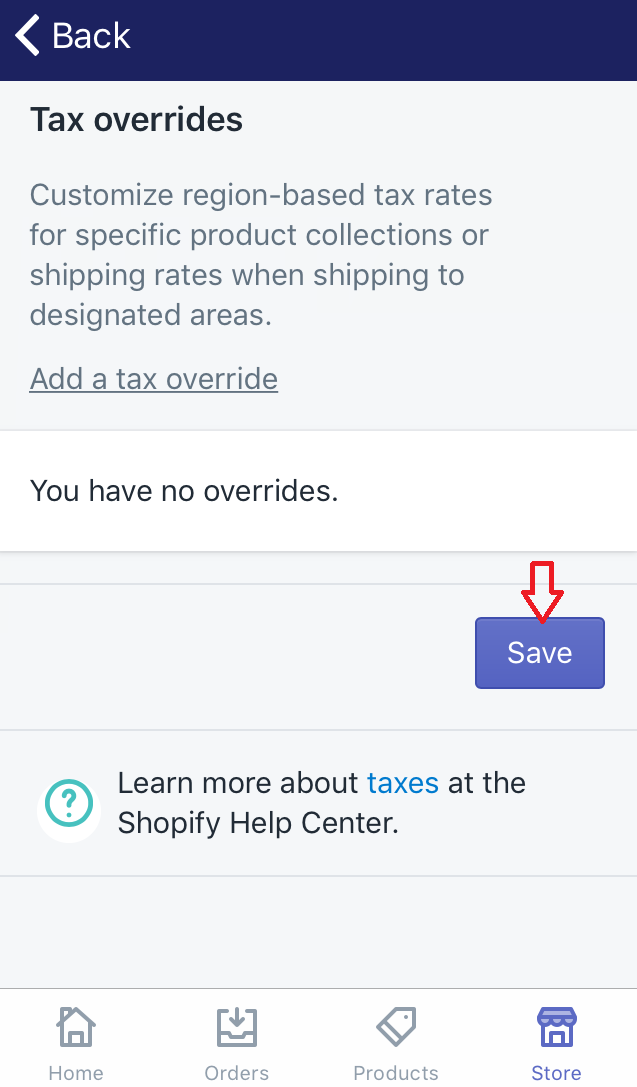 Back
Tax overrides
Customize region-based tax rates
for specific product collections or
shipping rates when shipping to
designated areas.
Add a tax override
You have no overrides.
Save
Learn more about taxes at the
Shopify Help Center.
Home Orders Products Store